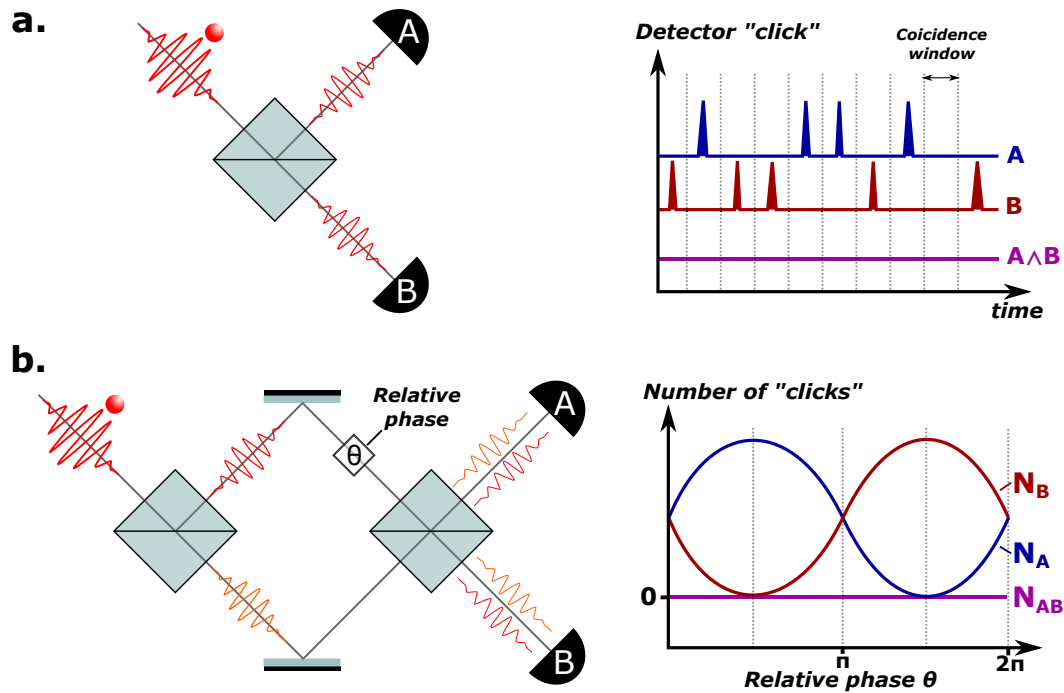 a.
A
B
Detector "click"
Coicidence
window
A
B
A∧B
time
b.
Relative
phase
θ
A
B
Number of "clicks"
N_B
N_A
0
N_AB
π
2π
Relative phase θ